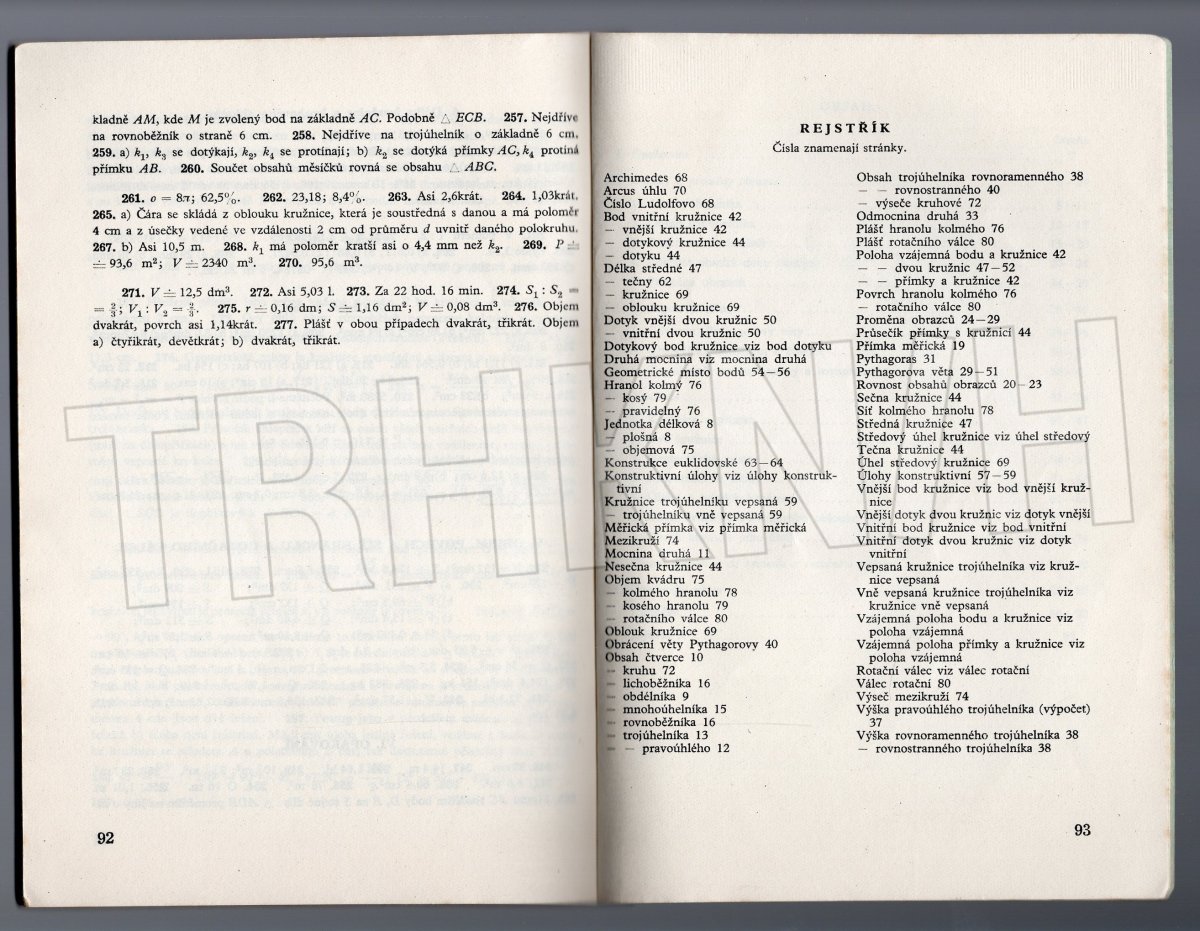 kladně AM, kde M je zvolený bod na základně AC. Podobně △ ECB. 257. Nejdříve
na rovnoběžník o straně 6 cm. 258. Nejdříve na trojúhelník o základně 6 cm.
259. a) k₁, k₃ se dotýkají, k₂, k₄ se protínají; b) k₂ se dotýká přímky AC, k₄ protíná
přímku AB. 260. Součet obsahů měsíčků rovná se obsahu △ ABC.
261. o = 8π; 62,5%. 262. 23,18; 8,4%. 263. Asi 2,6krát. 264. 1,03krát.
265. a) Čára se skládá z oblouku kružnice, která je soustředná s danou a má poloměr
4 cm a z úsečky vedené ve vzdálenosti 2 cm od průměru d uvnitř daného polokruhu.
267. b) Asi 10,5 m. 268. k₁ má poloměr kratší asi o 4,4 mm než k₂. 269. P ≐
≐ 93,6 m²; V ≐ 2340 m³. 270. 95,6 m³.
271. V ≐ 12,5 dm³. 272. Asi 5,03 l. 273. Za 22 hod. 16 min. 274. S₁ : S₂ =
= 2/3; V₁ : V₂ = 2/3. 275. r ≐ 0,16 dm; S ≐ 1,16 dm²; V ≐ 0,08 dm³. 276. Objem
dvakrát, povrch asi 1,14krát. 277. Plášť v obou případech dvakrát, třikrát. Objem
a) čtyřikrát, devětkrát; b) dvakrát, třikrát.
92
REJSTŘÍK
Čísla znamenají stránky.
Archimedes 68
Arcus úhlu 70
Číslo Ludolfovo 68
Bod vnitřní kružnice 42
— vnější kružnice 42
— dotykový kružnice 44
— dotyku 44
Délka středné 47
— tečny 62
— kružnice 69
— oblouku kružnice 69
Dotyk vnější dvou kružnic 50
— vnitřní dvou kružnic 50
Dotykový bod kružnice viz bod dotyku
Druhá mocnina viz mocnina druhá
Geometrické místo bodů 54—56
Hranol kolmý 76
— kosý 79
— pravidelný 76
Jednotka délková 8
— plošná 8
— objemová 75
Konstrukce euklidovské 63—64
Konstruktivní úlohy viz úlohy konstruk-
tivní
Kružnice trojúhelníku vepsaná 59
— trojúhelníku vně vepsaná 59
Měřická přímka viz přímka měřická
Mezikruží 74
Mocnina druhá 11
Nesečna kružnice 44
Objem kvádru 75
— kolmého hranolu 78
— kosého hranolu 79
— rotačního válce 80
Oblouk kružnice 69
Obrácení věty Pythagorovy 40
Obsah čtverce 10
— kruhu 72
— lichoběžníka 16
— obdélníka 9
— mnohoúhelníka 15
— rovnoběžníka 16
— trojúhelníka 13
— — pravoúhlého 12
Obsah trojúhelníka rovnoramenného 38
— — rovnostranného 40
— výseče kruhové 72
Odmocnina druhá 33
Plášť hranolu kolmého 76
Plášť rotačního válce 80
Poloha vzájemná bodu a kružnice 42
— — dvou kružnic 47—52
— — přímky a kružnice 42
Povrch hranolu kolmého 76
— rotačního válce 80
Proměna obrazců 24—29
Průsečík přímky s kružnicí 44
Přímka měřická 19
Pythagoras 31
Pythagorova věta 29—51
Rovnost obsahů obrazců 20—23
Sečna kružnice 44
Síť kolmého hranolu 78
Středná kružnice 47
Středový úhel kružnice viz úhel středový
Tečna kružnice 44
Úhel středový kružnice 69
Úlohy konstruktivní 57—59
Vnější bod kružnice viz bod vnější kruž-
nice
Vnější dotyk dvou kružnic viz dotyk vnější
Vnitřní bod kružnice viz bod vnitřní
Vnitřní dotyk dvou kružnic viz dotyk
vnitřní
Vepsaná kružnice trojúhelníka viz kruž-
nice vepsaná
Vně vepsaná kružnice trojúhelníka viz
kružnice vně vepsaná
Vzájemná poloha bodu a kružnice viz
poloha vzájemná
Vzájemná poloha přímky a kružnice viz
poloha vzájemná
Rotační válec viz válec rotační
Válec rotační 80
Výseč mezikruží 74
Výška pravoúhlého trojúhelníka (výpočet)
37
Výška rovnoramenného trojúhelníka 38
— rovnostranného trojúhelníka 38
93
TRHKNIH